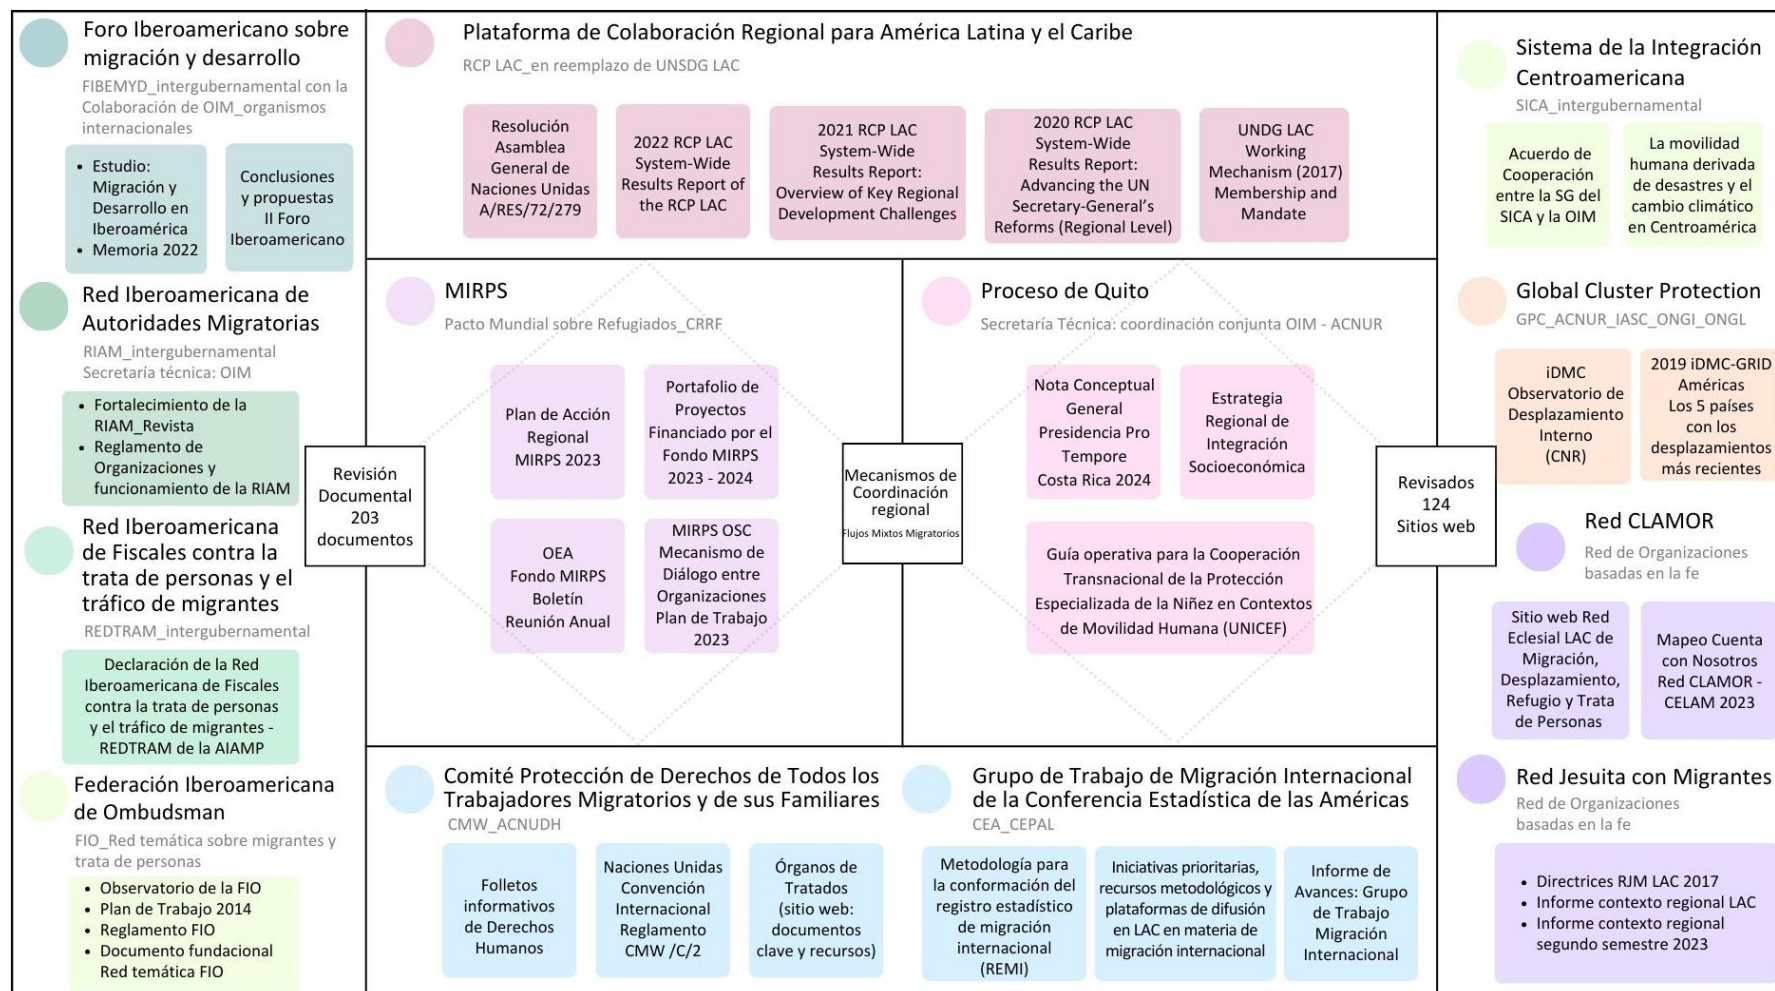 Foro Iberoamericano sobre
migración y desarrollo
FIBEMYD_intergubernamental con la
Colaboración de OIM_organismos
internacionales
• Estudio:
Migración y
Desarrollo en
Iberoamérica
• Memoria 2022
Conclusiones
y propuestas
II Foro
Iberoamericano
Red Iberoamericana de
Autoridades Migratorias
RIAM_intergubernamental
Secretaría técnica: OIM
• Fortalecimiento de la
RIAM_Revista
• Reglamento de
Organizaciones y
funcionamiento de la RIAM
Red Iberoamericana
de Fiscales contra la
trata de personas y el
tráfico de migrantes
REDTRAM_intergubernamental
Declaración de la Red
Iberoamericana de Fiscales
contra la trata de personas
y el tráfico de migrantes -
REDTRAM de la AIAMP
Federación Iberoamericana
de Ombudsman
FIO_Red temática sobre migrantes y
trata de personas
• Observatorio de la FIO
• Plan de Trabajo 2014
• Reglamento FIO
• Documento fundacional
Red temática FIO
Plataforma de Colaboración Regional para América Latina y el Caribe
RCP LAC_en reemplazo de UNSDG LAC
Resolución
Asamblea
General de
Naciones Unidas
A/RES/72/279
2022 RCP LAC
System-Wide
Results Report of
the RCP LAC
2021 RCP LAC
System-Wide
Results Report:
Overview of Key Regional
Development Challenges
2020 RCP LAC
System-Wide
Results Report:
Advancing the UN
Secretary-General's
Reforms (Regional Level)
UNDG LAC
Working
Mechanism (2017)
Membership and
Mandate
MIRPS
Pacto Mundial sobre Refugiados_CRRF
Plan de Acción
Regional
MIRPS 2023
Portafolio de
Proyectos
Financiado por el
Fondo MIRPS
2023 - 2024
OEA
Fondo MIRPS
Boletín
Reunión Anual
MIRPS OSC
Mecanismo de
Diálogo entre
Organizaciones
Plan de Trabajo
2023
Revisión
Documental
203
documentos
Mecanismos de
Coordinación
regional
Flujos Mixtos Migratorios
Proceso de Quito
Secretaría Técnica: coordinación conjunta OIM - ACNUR
Nota Conceptual
General
Presidencia Pro
Tempore
Costa Rica 2024
Estrategia
Regional de
Integración
Socioeconómica
Guía operativa para la Cooperación
Transnacional de la Protección
Especializada de la Niñez en Contextos
de Movilidad Humana (UNICEF)
Revisados
124
Sitios web
Comité Protección de Derechos de Todos los
Trabajadores Migratorios y de sus Familiares
CMW_ACNUDH
Folletos
informativos
de Derechos
Humanos
Naciones Unidas
Convención
Internacional
Reglamento
CMW /C/2
Órganos de
Tratados
(sitio web:
documentos
clave y recursos)
Grupo de Trabajo de Migración Internacional
de la Conferencia Estadística de las Américas
CEA_CEPAL
Metodología para
la conformación del
registro estadístico
de migración
internacional
(REMI)
Iniciativas prioritarias,
recursos metodológicos y
plataformas de difusión
en LAC en materia de
migración internacional
Informe de
Avances: Grupo
de Trabajo
Migración
Internacional
Sistema de la Integración
Centroamericana
SICA_intergubernamental
Acuerdo de
Cooperación
entre la SG del
SICA y la OIM
La movilidad
humana derivada
de desastres y el
cambio climático
en Centroamérica
Global Cluster Protection
GPC_ACNUR_IASC_ONGI_ONGL
iDMC
Observatorio de
Desplazamiento
Interno
(CNR)
2019 iDMC-GRID
Américas
Los 5 países
con los
desplazamientos
más recientes
Red CLAMOR
Red de Organizaciones
basadas en la fe
Sitio web Red
Eclesial LAC de
Migración,
Desplazamiento,
Refugio y Trata
de Personas
Mapeo Cuenta
con Nosotros
Red CLAMOR -
CELAM 2023
Red Jesuita con Migrantes
Red de Organizaciones
basadas en la fe
• Directrices RJM LAC 2017
• Informe contexto regional LAC
• Informe contexto regional
segundo semestre 2023